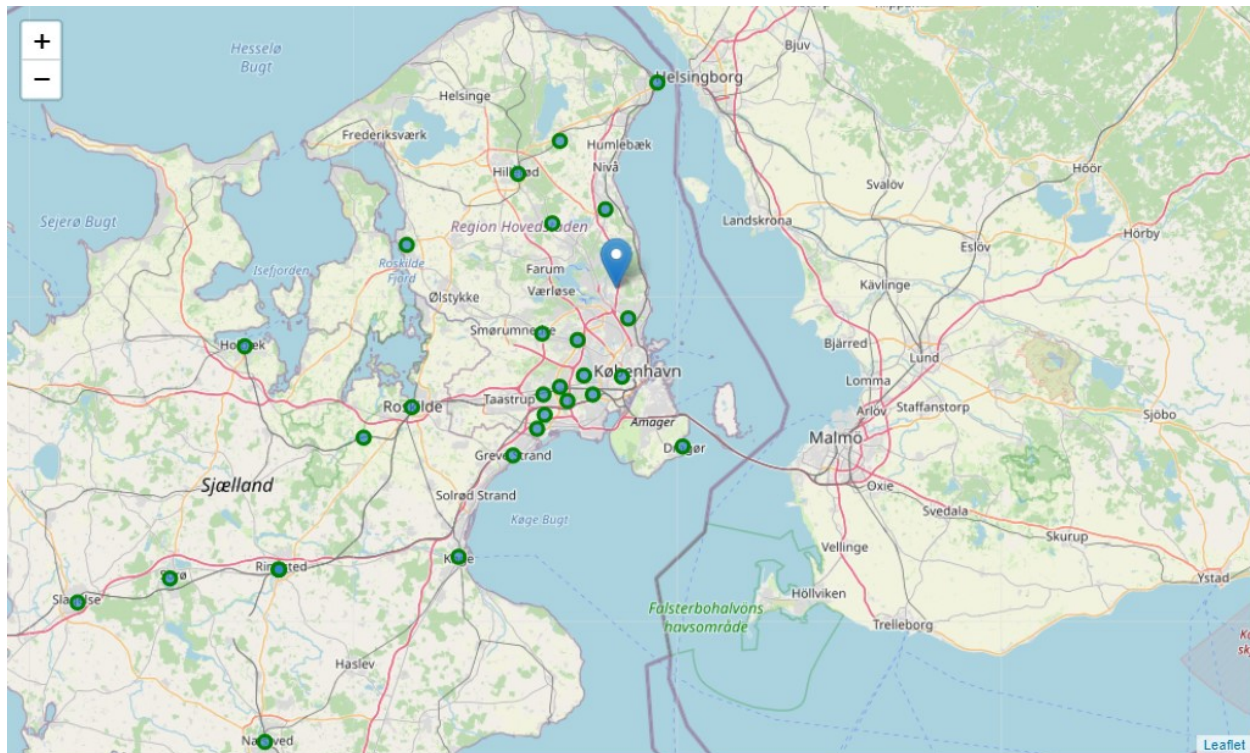 +
−
Hesselø
Bugt
Bjuv
Helsingborg
Helsinge
Frederiksværk
Humlebæk
Nivå
Höör
Svalöv
Sejerø Bugt
Landskrona
Region Hovedstaden
Hörby
Eslöv
Isefjorden
Roskilde
Fjord
Farum
Værløse
Ølstykke
Kävlinge
Smørumnedre
Bjärred
Lund
København
Lomma
Taastrup
Arlöv
Staffanstorp
Sjöbo
Roskilde
Amager
Malmö
Greve Strand
Oxie
Sjælland
Solrød Strand
Svedala
Køge Bugt
Skurup
Vellinge
Ystad
Höllviken
Falsterbohalvöns
havsområde
Trelleborg
Haslev
Leaflet